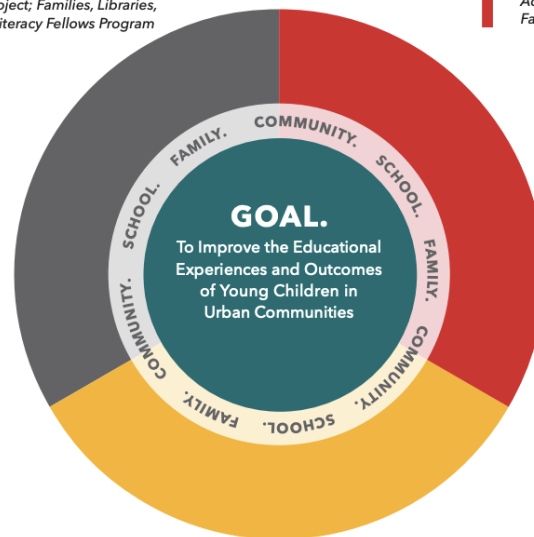 oject; Families, Libraries,
iteracy Fellows Program
Fa
COMMUNITY. SCHOOL. FAMILY. COMMUNITY. SCHOOL. FAMILY. COMMUNITY. SCHOOL. FAMILY.
GOAL.
To Improve the Educational
Experiences and Outcomes
of Young Children in
Urban Communities